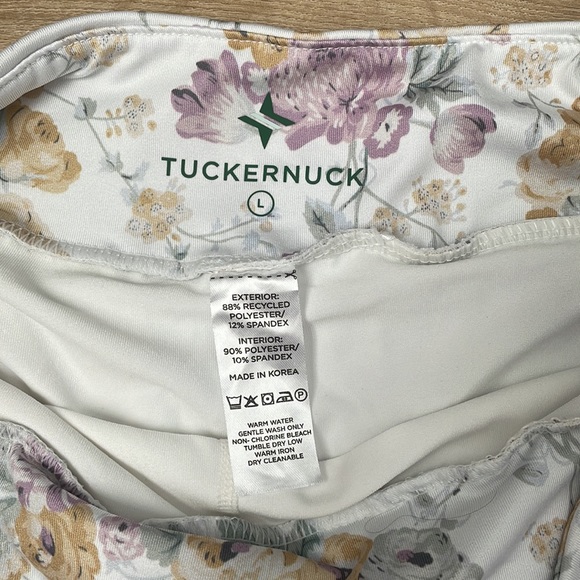 TUCKERNUCK
L
EXTERIOR:
88% RECYCLED
POLYESTER/
12% SPANDEX
INTERIOR:
90% POLYESTER/
10% SPANDEX
MADE IN KOREA
P
WARM WATER
GENTLE WASH ONLY
NON- CHLORINE BLEACH
TUMBLE DRY LOW
WARM IRON
DRY CLEANABLE